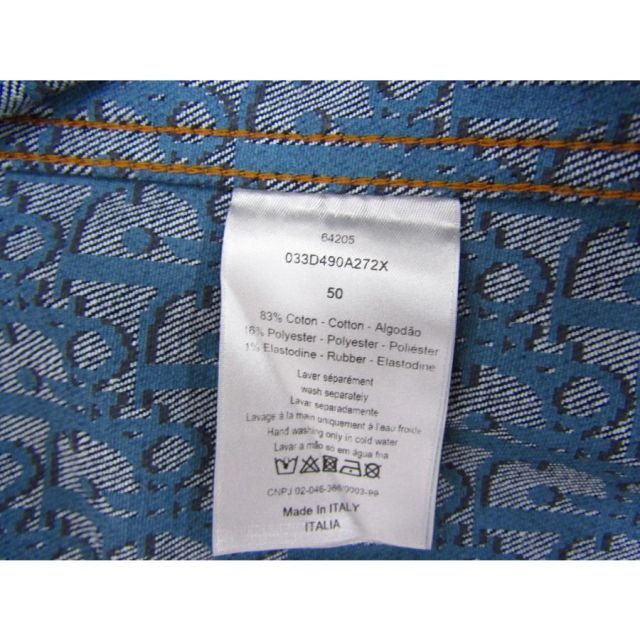 64205
033D490A272X
50
83% Coton - Cotton - Algodão
16% Polyester - Polyester - Poliéster
1% Elastodine - Rubber - Elastodine
Laver séparément
wash separately
Lavar separadamente
Lavage à la main uniquement à l'eau froide
Hand washing only in cold water
Lavar a mão so em água fria
CNPJ 02-046-366/0003-99
Made In ITALY
ITALIA